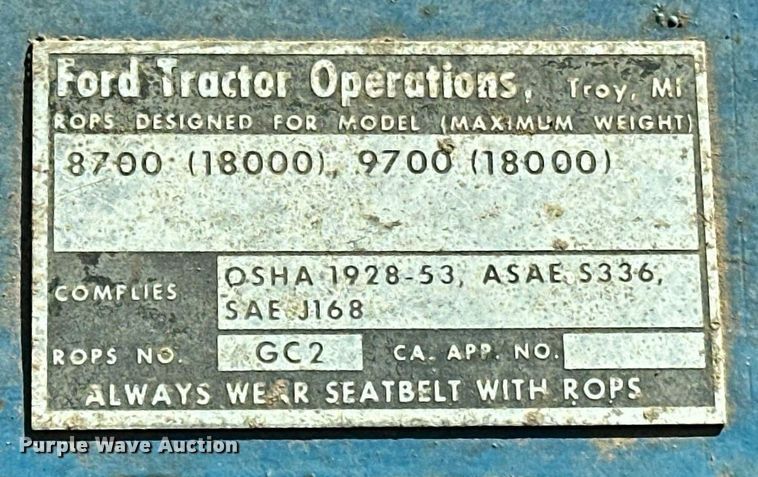 Ford Tractor Operations, Troy, MI
ROPS DESIGNED FOR MODEL (MAXIMUM WEIGHT)
8700 (18000), 9700 (18000)
COMPLIES OSHA 1928-53, ASAE S336,
SAE J168
ROPS NO. GC2 CA. APP. NO.
ALWAYS WEAR SEATBELT WITH ROPS
Purple Wave Auction